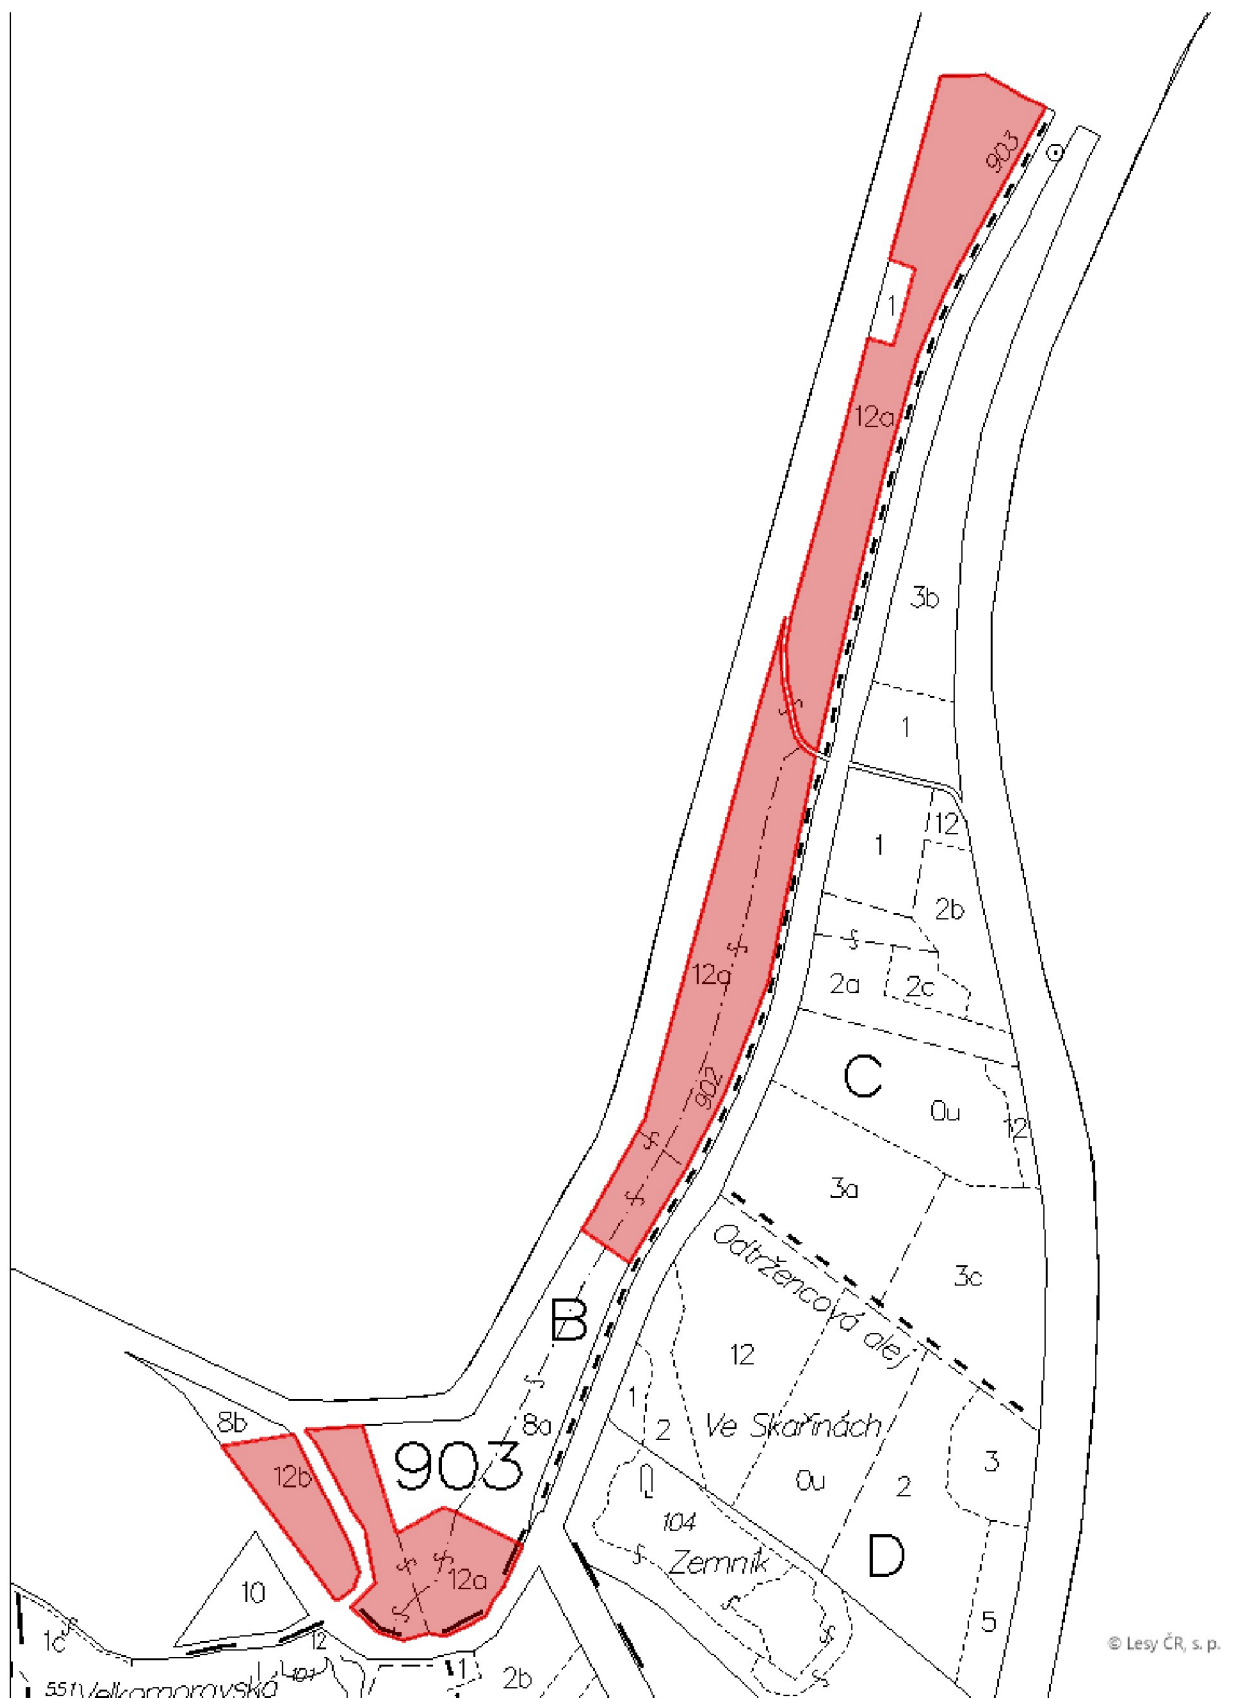 903
1
12a
3b
1
12
1
2b
12a
2a
2c
C
902
0u
12
3a
Odtržencová alej
3c
B
12
1
8b
8a
2
Ve Skařinách
903
3
12b
0u
2
104
Zemník
D
12a
10
5
1c
12
© Lesy ČR, s. p.
101
1
2b
551 Velkomoravská